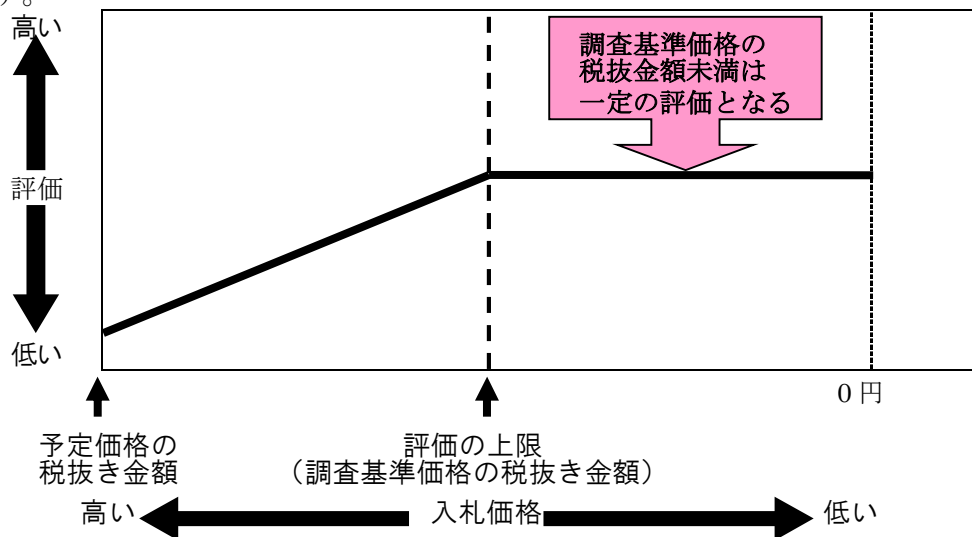 す。
高い
調査基準価格の
税抜金額未満は
一定の評価となる
評価
低い
0 円
予定価格の
税抜き金額
評価の上限
（調査基準価格の税抜き金額）
高い
入札価格
低い